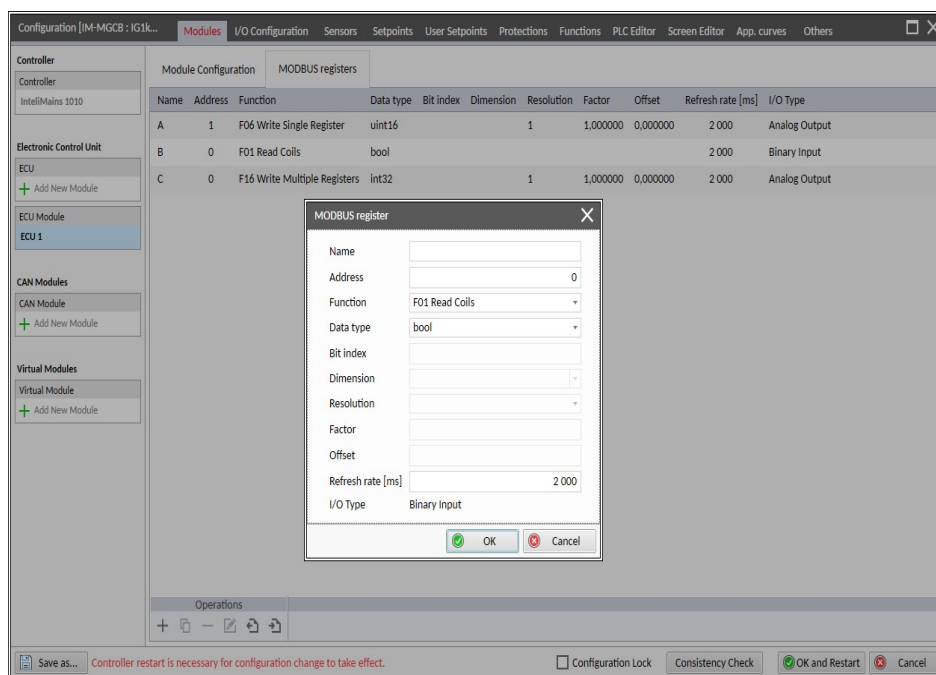 Configuration [IM-MGCB : IG1k... Modules I/O Configuration Sensors Setpoints User Setpoints Protections Functions PLC Editor Screen Editor App. curves Others
Controller
Controller
InteliMains 1010
Electronic Control Unit
ECU
Add New Module
ECU Module
ECU 1
CAN Modules
CAN Module
Add New Module
Virtual Modules
Virtual Module
Add New Module
Module Configuration MODBUS registers
Name Address Function Data type Bit index Dimension Resolution Factor Offset Refresh rate [ms] I/O Type
A 1 F06 Write Single Register uint16 1 1,000000 0,000000 2 000 Analog Output
B 0 F01 Read Coils bool 2 000 Binary Input
C 0 F16 Write Multiple Registers int32 1 1,000000 0,000000 2 000 Analog Output
MODBUS register
Name
Address 0
Function F01 Read Coils
Data type bool
Bit index
Dimension
Resolution
Factor
Offset
Refresh rate [ms] 2 000
I/O Type Binary Input
OK Cancel
Operations
Save as... Controller restart is necessary for configuration change to take effect. Configuration Lock Consistency Check OK and Restart Cancel